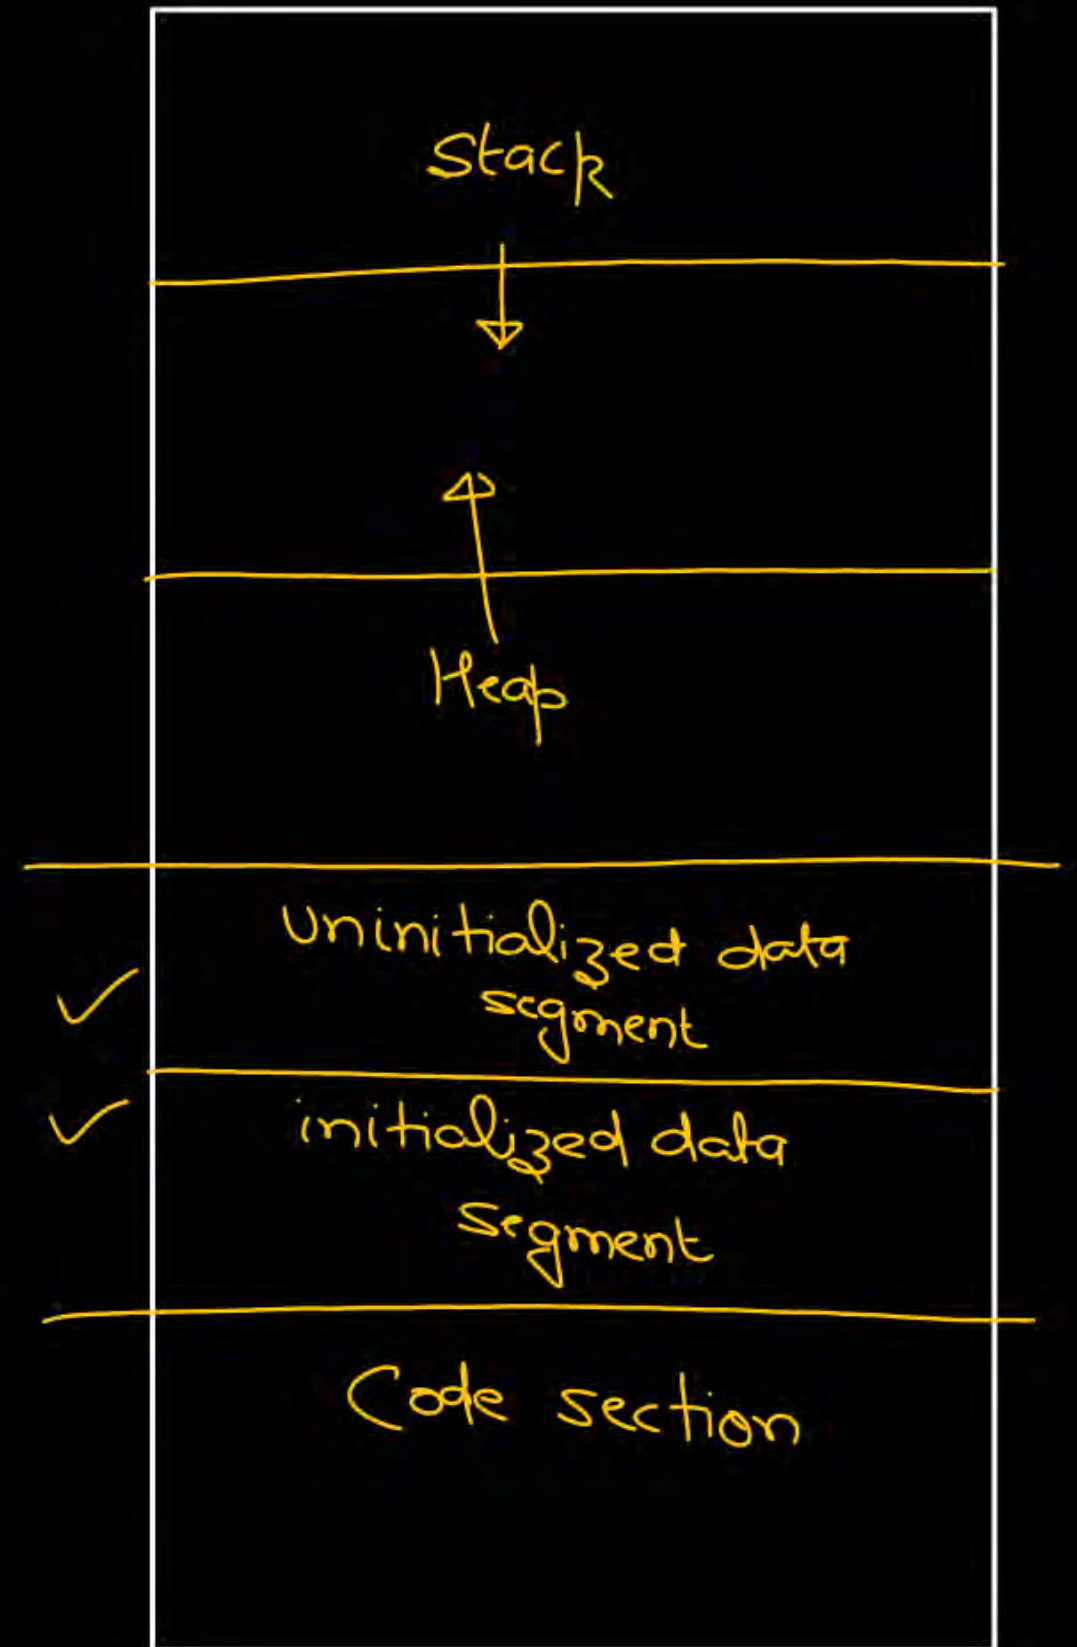 Stack
Heap
Uninitialized data
segment
initialized data
segment
Code section